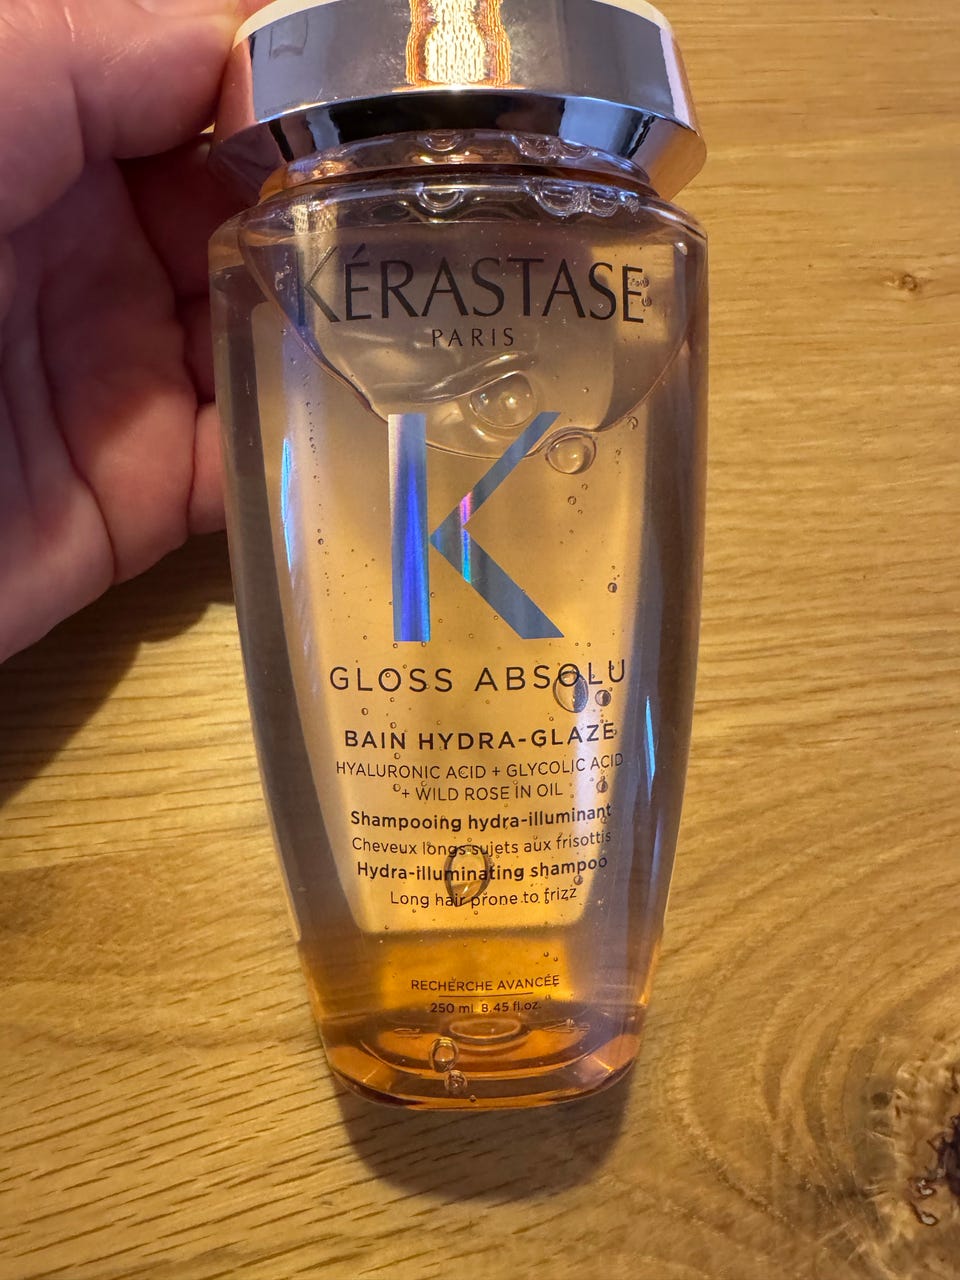 KÉRASTASE
PARIS
K
GLOSS ABSOLU
BAIN HYDRA-GLAZE
HYALURONIC ACID + GLYCOLIC ACID
+ WILD ROSE IN OIL
Shampooing hydra-illuminant
Cheveux longs sujets aux frisottis
Hydra-illuminating shampoo
Long hair prone to frizz
RECHERCHE AVANCÉE
250 ml 8.45 fl.oz.